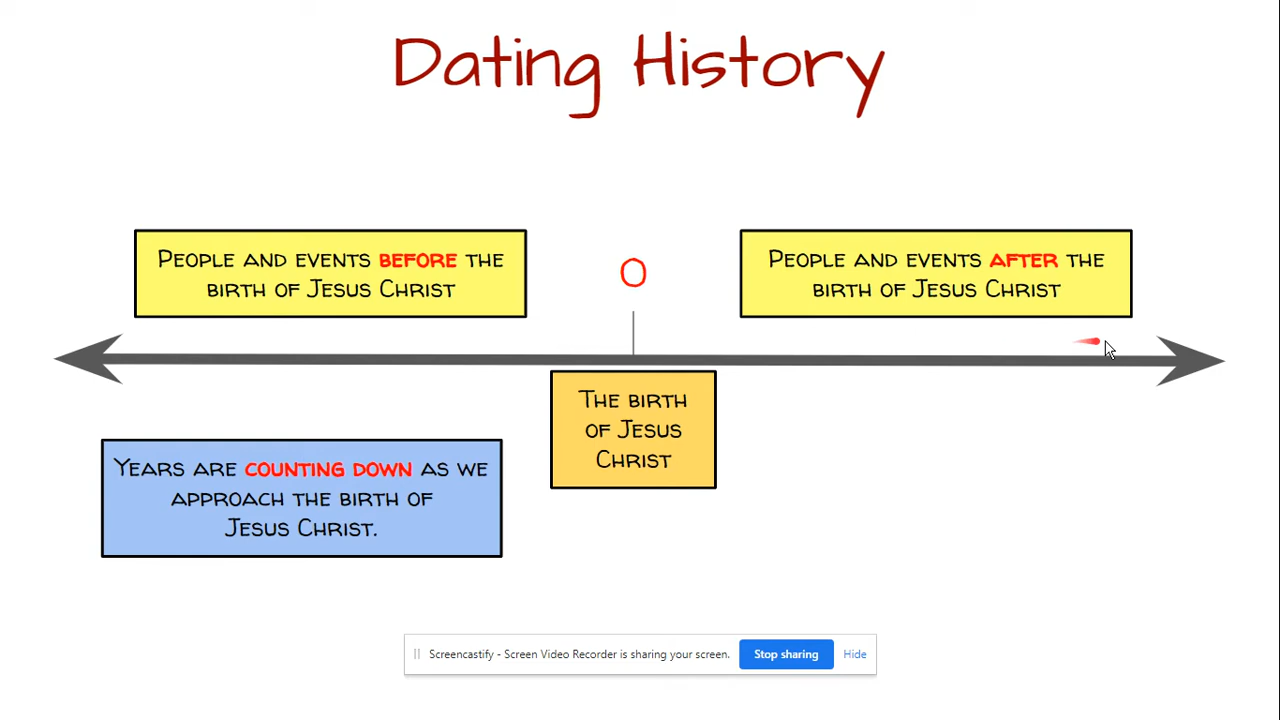 Dating History
People and events before the
birth of Jesus Christ
0
People and events after the
birth of Jesus Christ
The birth
of Jesus
Christ
Years are counting down as we
approach the birth of
Jesus Christ.
Screencastify - Screen Video Recorder is sharing your screen.
Stop sharing
Hide